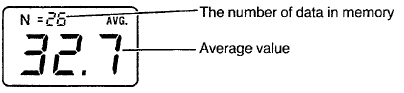 N =26 AVG. The number of data in memory
32.7 Average value